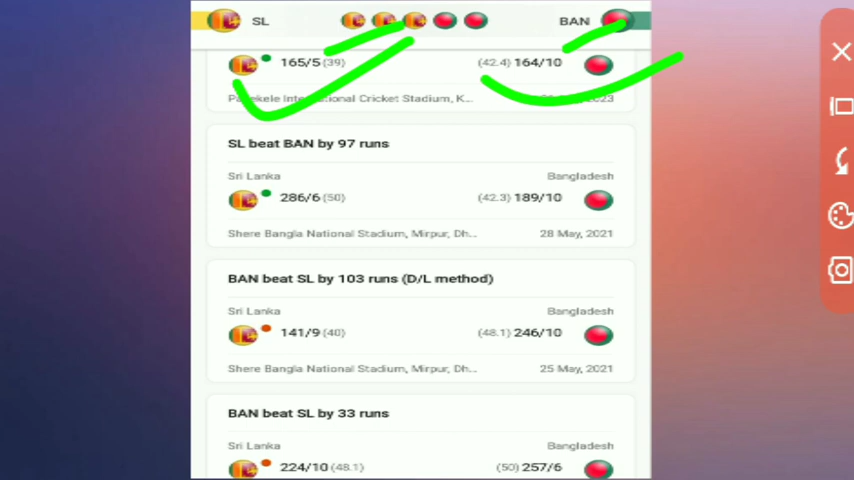 SL BAN
165/5 (39) (42.4) 164/10
International Cricket Stadium, K... 2023
SL beat BAN by 97 runs
Sri Lanka Bangladesh
286/6 (50) (42.3) 189/10
Shere Bangla National Stadium, Mirpur, Dh... 28 May, 2021
BAN beat SL by 103 runs (D/L method)
Sri Lanka Bangladesh
141/9 (40) (48.1) 246/10
Shere Bangla National Stadium, Mirpur, Dh... 25 May, 2021
BAN beat SL by 33 runs
Sri Lanka Bangladesh
224/10 (48.1) (50) 257/6